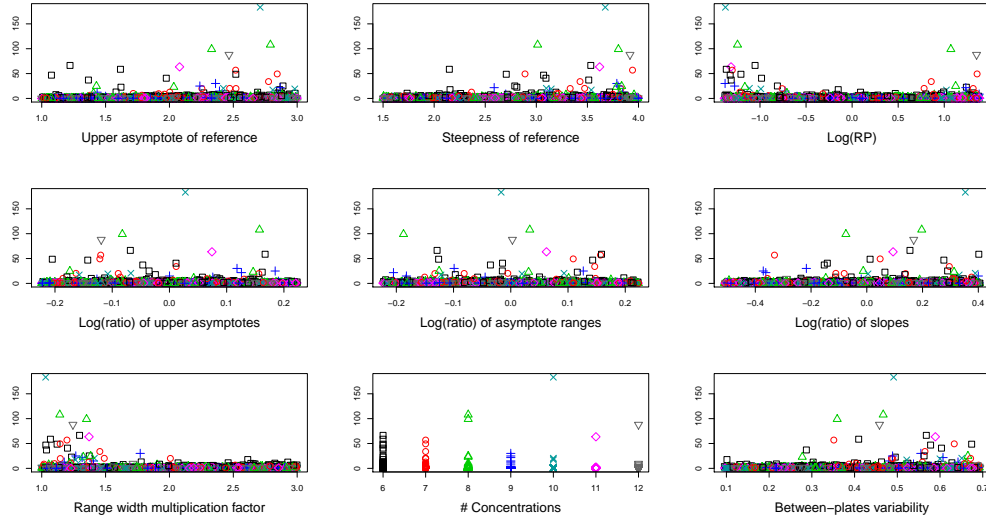 0 50 100 150
1.0 1.5 2.0 2.5 3.0
Upper asymptote of reference
0 50 100 150
1.5 2.0 2.5 3.0 3.5 4.0
Steepness of reference
0 50 100 150
−1.0 −0.5 0.0 0.5 1.0
Log(RP)
0 50 100 150
−0.2 −0.1 0.0 0.1 0.2
Log(ratio) of upper asymptotes
0 50 100 150
−0.2 −0.1 0.0 0.1 0.2
Log(ratio) of asymptote ranges
0 50 100 150
−0.4 −0.2 0.0 0.2 0.4
Log(ratio) of slopes
0 50 100 150
1.0 1.5 2.0 2.5 3.0
Range width multiplication factor
0 50 100 150
6 7 8 9 10 11 12
# Concentrations
0 50 100 150
0.1 0.2 0.3 0.4 0.5 0.6 0.7
Between−plates variability